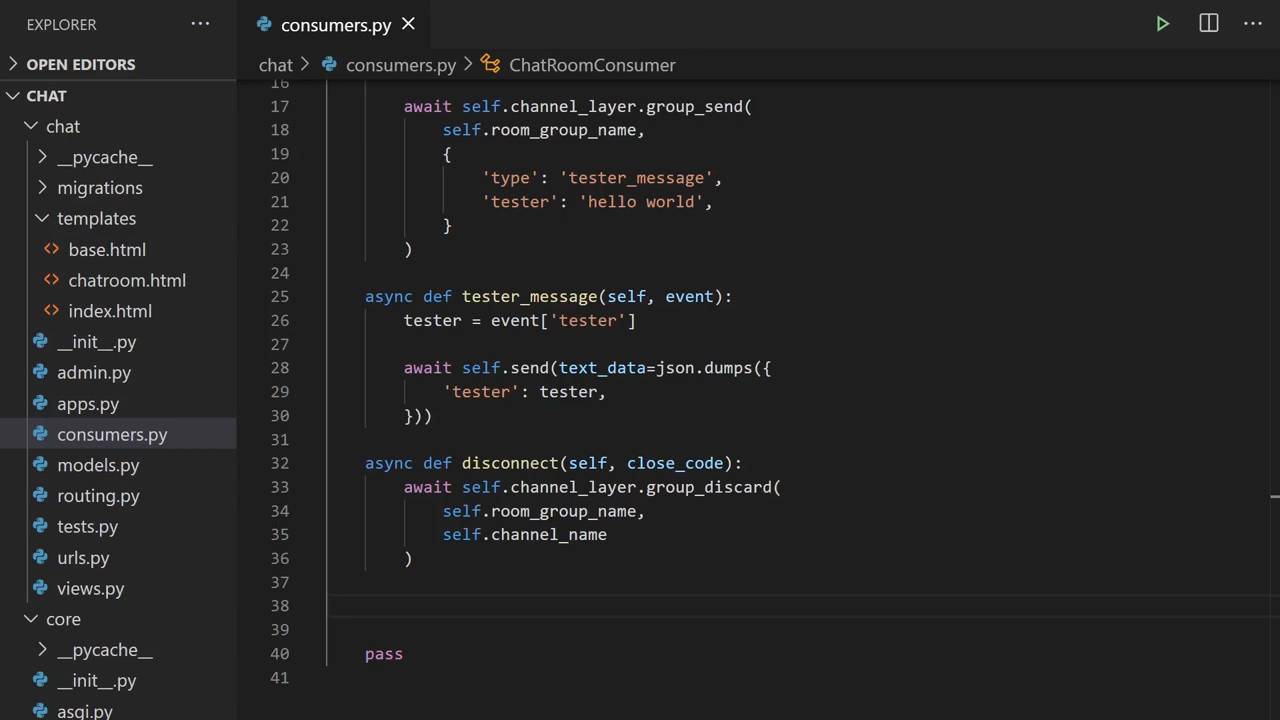 EXPLORER ···
OPEN EDITORS
CHAT
chat
__pycache__
migrations
templates
base.html
chatroom.html
index.html
__init__.py
admin.py
apps.py
consumers.py
models.py
routing.py
tests.py
urls.py
views.py
core
__pycache__
__init__.py
asgi.py
consumers.py
chat > consumers.py > ChatRoomConsumer
16
17 await self.channel_layer.group_send(
18 self.room_group_name,
19 {
20 'type': 'tester_message',
21 'tester': 'hello world',
22 }
23 )
24
25 async def tester_message(self, event):
26 tester = event['tester']
27
28 await self.send(text_data=json.dumps({
29 'tester': tester,
30 }))
31
32 async def disconnect(self, close_code):
33 await self.channel_layer.group_discard(
34 self.room_group_name,
35 self.channel_name
36 )
37
38
39
40 pass
41